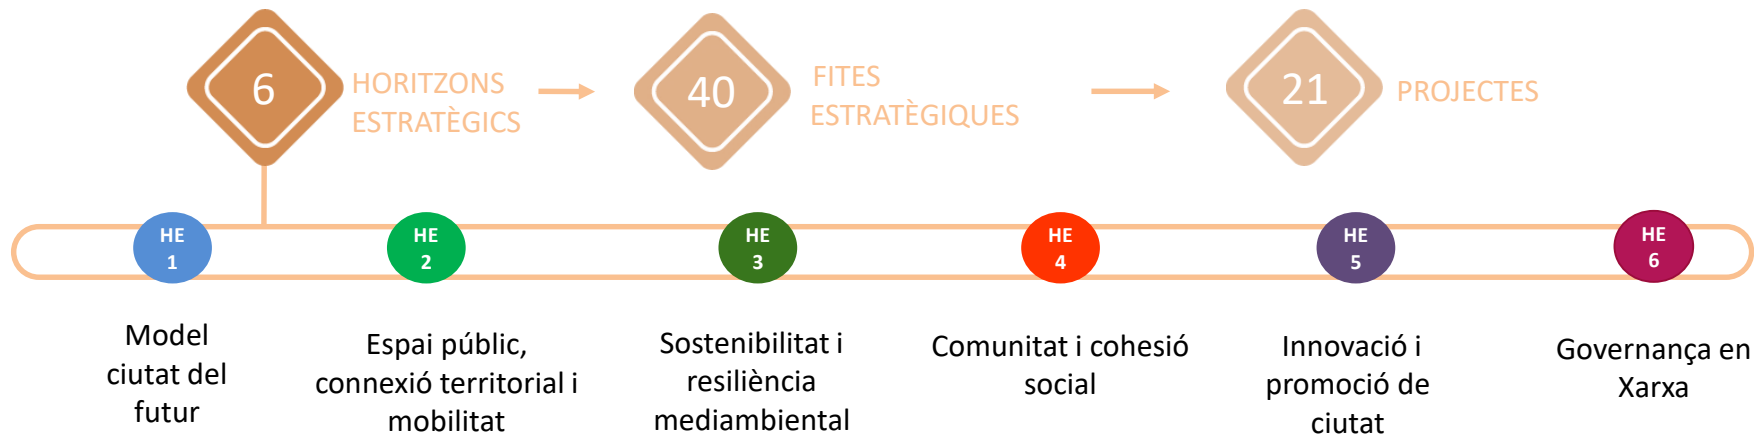 6
HORITZONS
ESTRATÈGICS
40
FITES
ESTRATÈGIQUES
21
PROJECTES
HE
1
HE
2
HE
3
HE
4
HE
5
HE
6
Model
ciutat del
futur
Espai públic,
connexió territorial i
mobilitat
Sostenibilitat i
resiliència
mediambiental
Comunitat i cohesió
social
Innovació i
promoció de
ciutat
Governança en
Xarxa